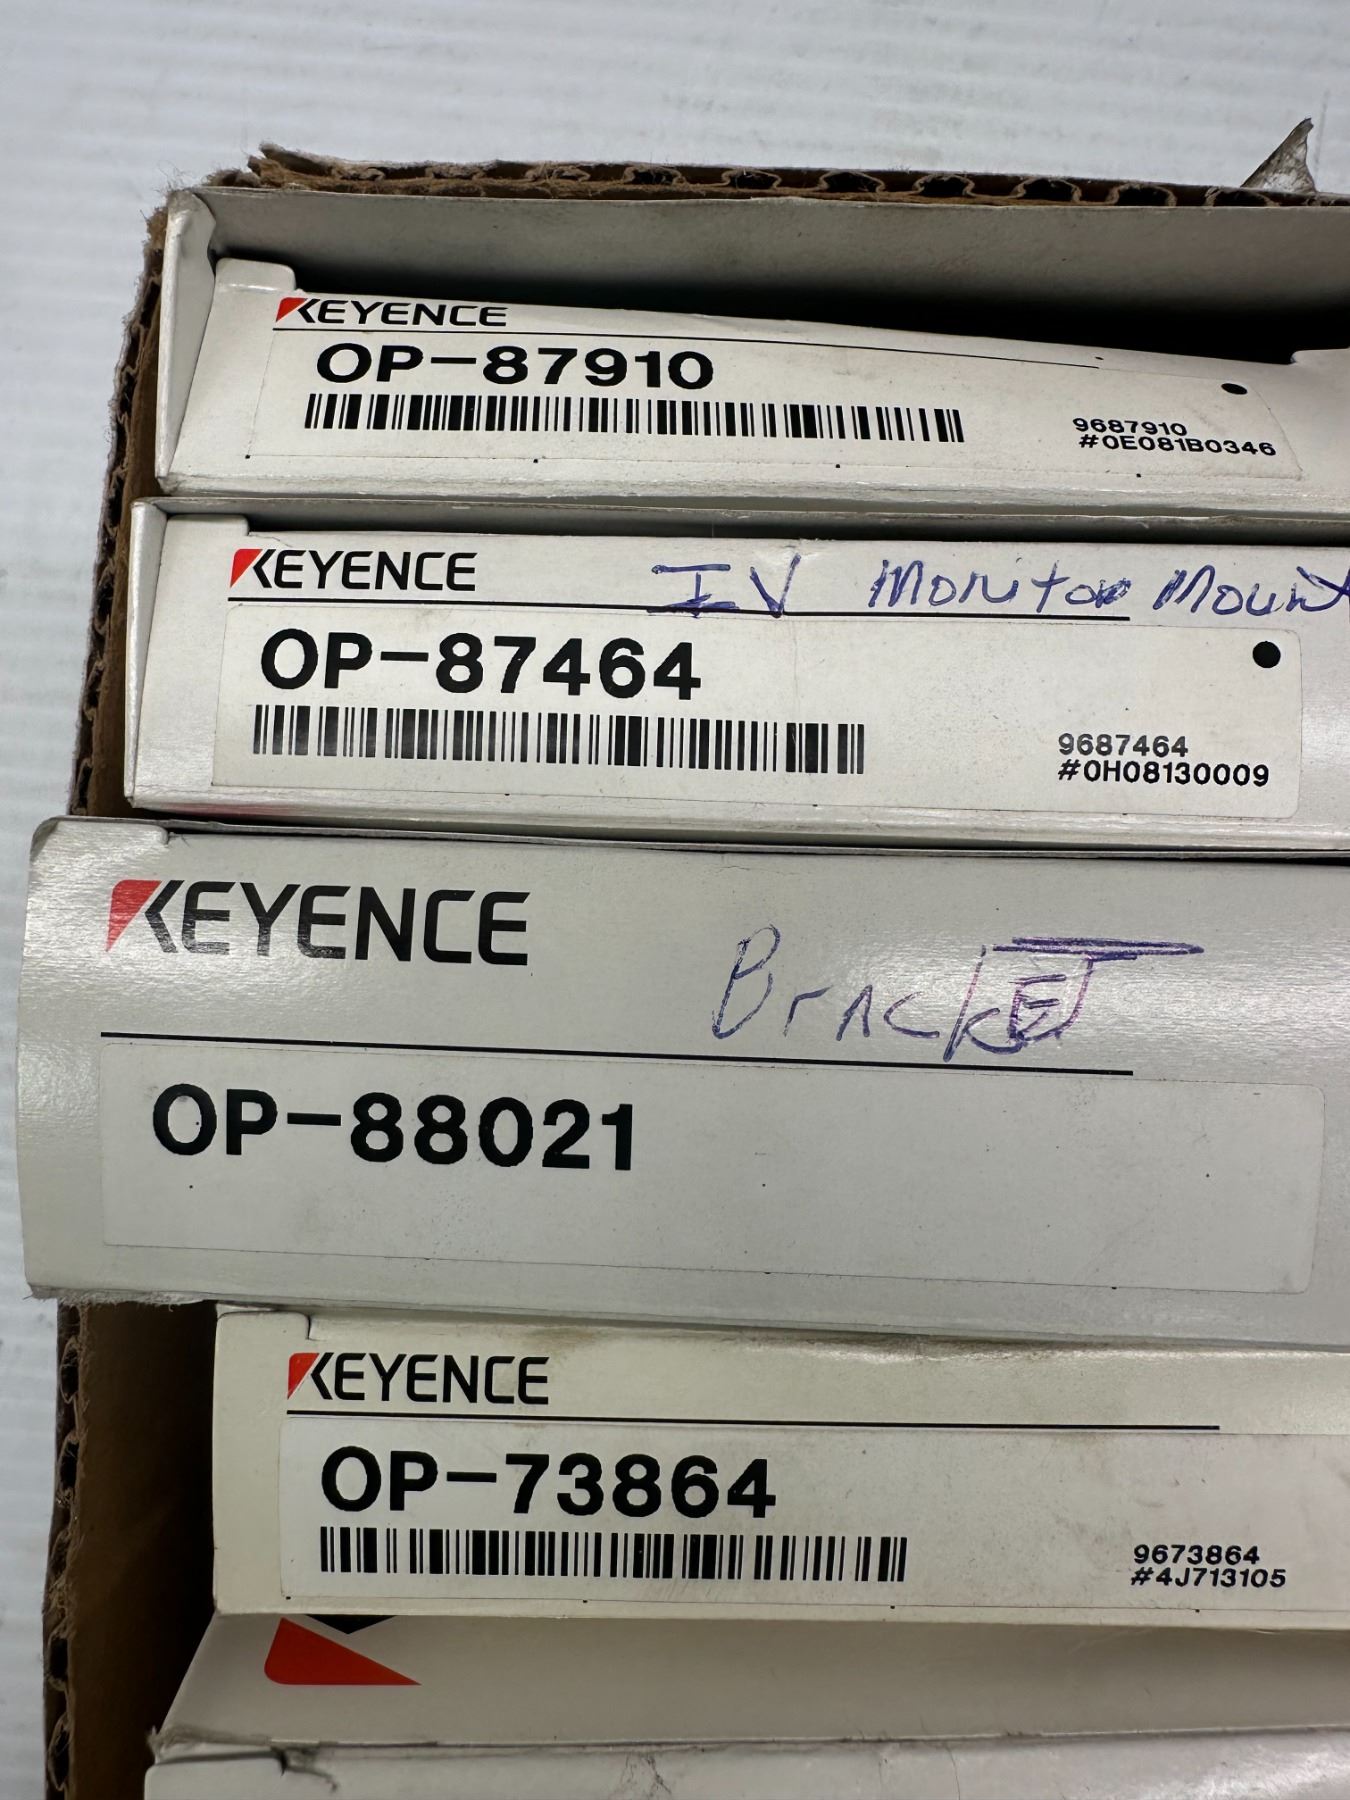 KEYENCE
OP-87910
9687910
#0E081B0346
KEYENCE
IV Monitor Mount
OP-87464
9687464
#0H08130009
KEYENCE
BrackET
OP-88021
KEYENCE
OP-73864
9673864
#4J713105